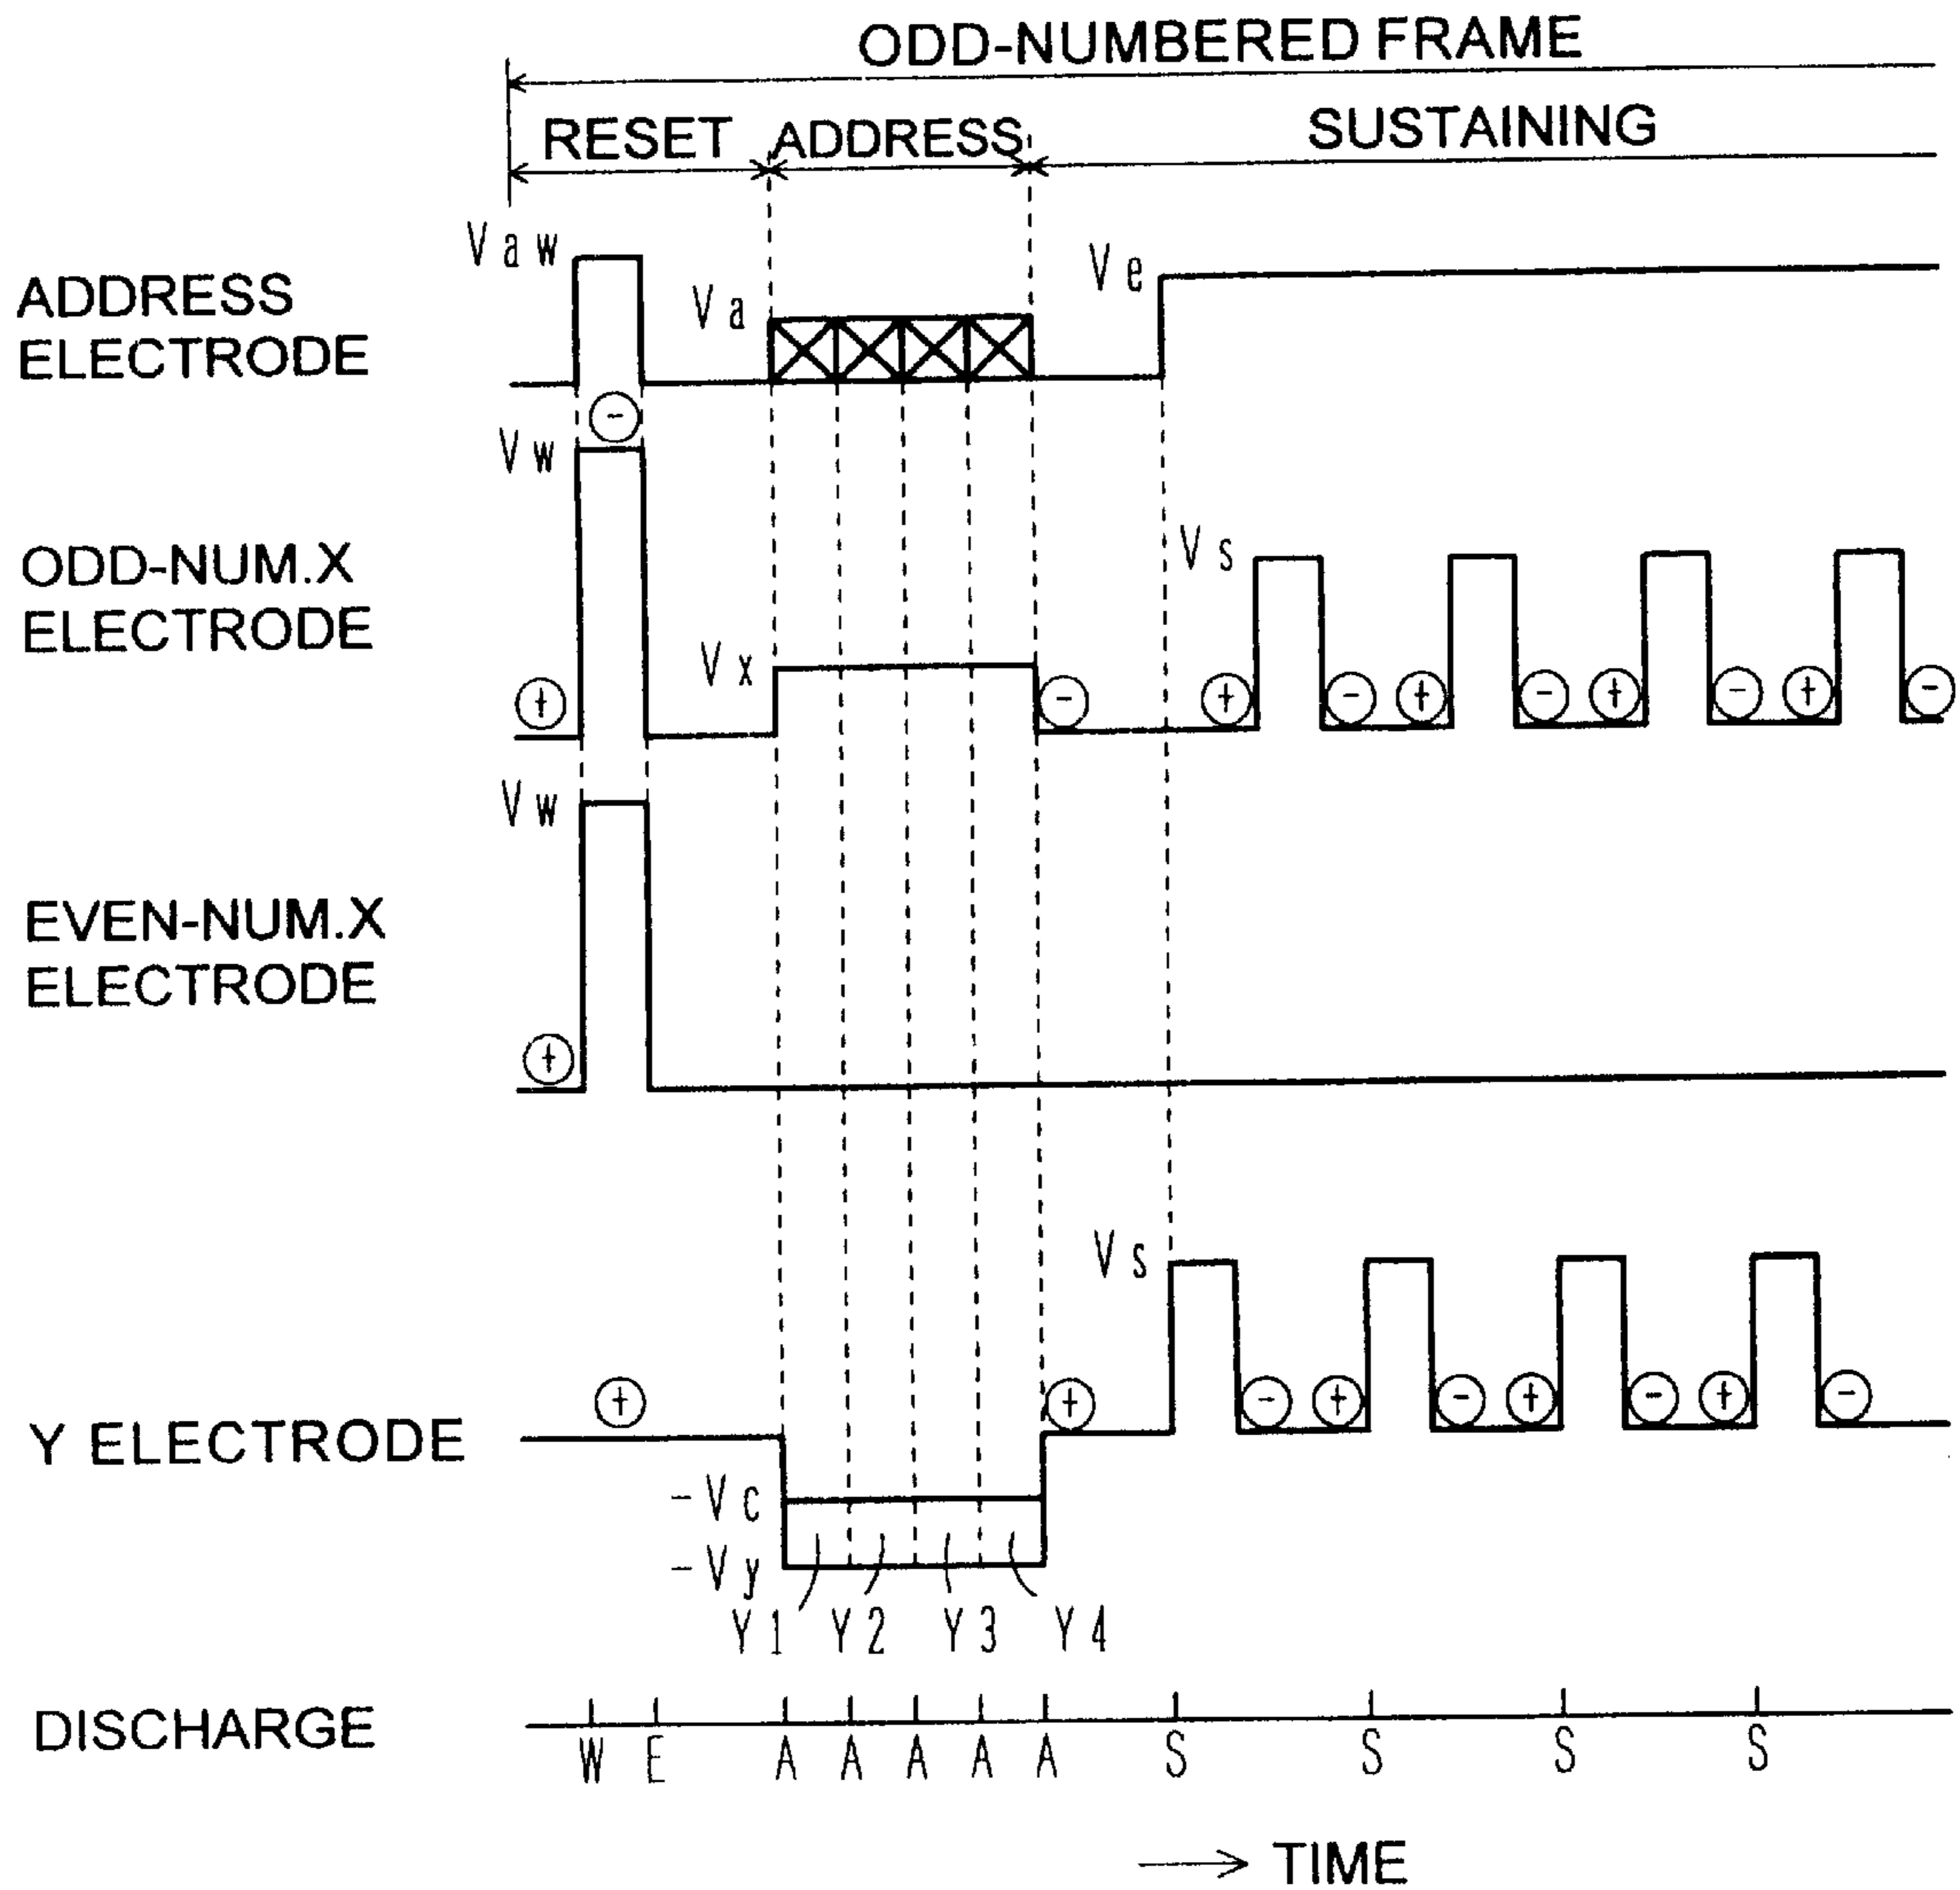 ODD-NUMBERED FRAME
RESET ADDRESS SUSTAINING
Vaw
Va
Ve
ADDRESS
ELECTRODE
-
Vw
Vs
ODD-NUM.X
ELECTRODE
Vx
+ - + - + - + - + -
Vw
EVEN-NUM.X
ELECTRODE
+
Vs
+ + - + - + - + -
Y ELECTRODE
-Vc
-Vy
Y1 Y2 Y3 Y4
DISCHARGE
W E A A A A A S S S S
→ TIME